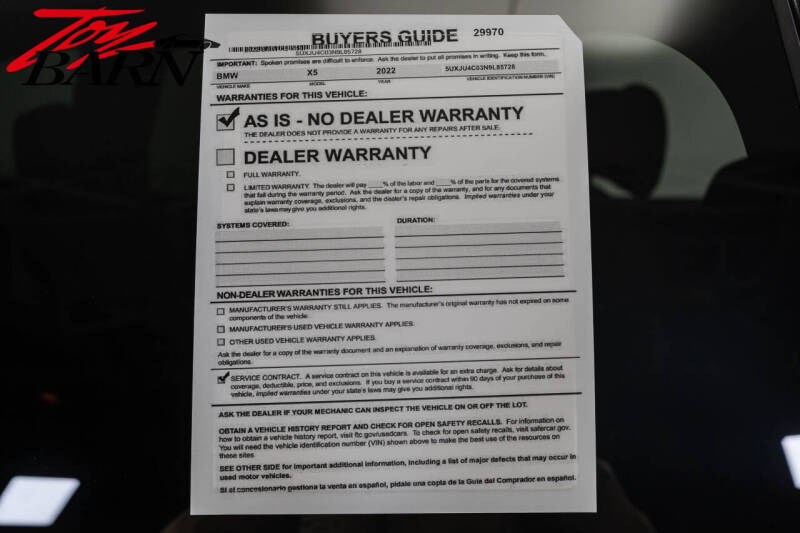 Toy
BARN
BUYERS GUIDE 29970
5UXJU4C03N9L85728
IMPORTANT: Spoken promises are difficult to enforce. Ask the dealer to put all promises in writing. Keep this form.
BMW X5 2022 5UXJU4C03N9L85728
VEHICLE MAKE MODEL YEAR VEHICLE IDENTIFICATION NUMBER (VIN)
WARRANTIES FOR THIS VEHICLE:
AS IS - NO DEALER WARRANTY
THE DEALER DOES NOT PROVIDE A WARRANTY FOR ANY REPAIRS AFTER SALE.
DEALER WARRANTY
FULL WARRANTY.
LIMITED WARRANTY. The dealer will pay ____% of the labor and ____% of the parts for the covered systems
that fail during the warranty period. Ask the dealer for a copy of the warranty, and for any documents that
explain warranty coverage, exclusions, and the dealer's repair obligations. Implied warranties under your
state's laws may give you additional rights.
SYSTEMS COVERED: DURATION:
NON-DEALER WARRANTIES FOR THIS VEHICLE:
MANUFACTURER'S WARRANTY STILL APPLIES. The manufacturer's original warranty has not expired on some
components of the vehicle.
MANUFACTURER'S USED VEHICLE WARRANTY APPLIES.
OTHER USED VEHICLE WARRANTY APPLIES.
Ask the dealer for a copy of the warranty document and an explanation of warranty coverage, exclusions, and repair
obligations.
SERVICE CONTRACT. A service contract on this vehicle is available for an extra charge. Ask for details about
coverage, deductible, price, and exclusions. If you buy a service contract within 90 days of your purchase of this
vehicle, implied warranties under your state's laws may give you additional rights.
ASK THE DEALER IF YOUR MECHANIC CAN INSPECT THE VEHICLE ON OR OFF THE LOT.
OBTAIN A VEHICLE HISTORY REPORT AND CHECK FOR OPEN SAFETY RECALLS. For information on
how to obtain a vehicle history report, visit ftc.gov/usedcars. To check for open safety recalls, visit safercar.gov.
You will need the vehicle identification number (VIN) shown above to make the best use of the resources on
these sites.
SEE OTHER SIDE for important additional information, including a list of major defects that may occur in
used motor vehicles.
Si el concesionario gestiona la venta en español, pídale una copia de la Guía del Comprador en español.